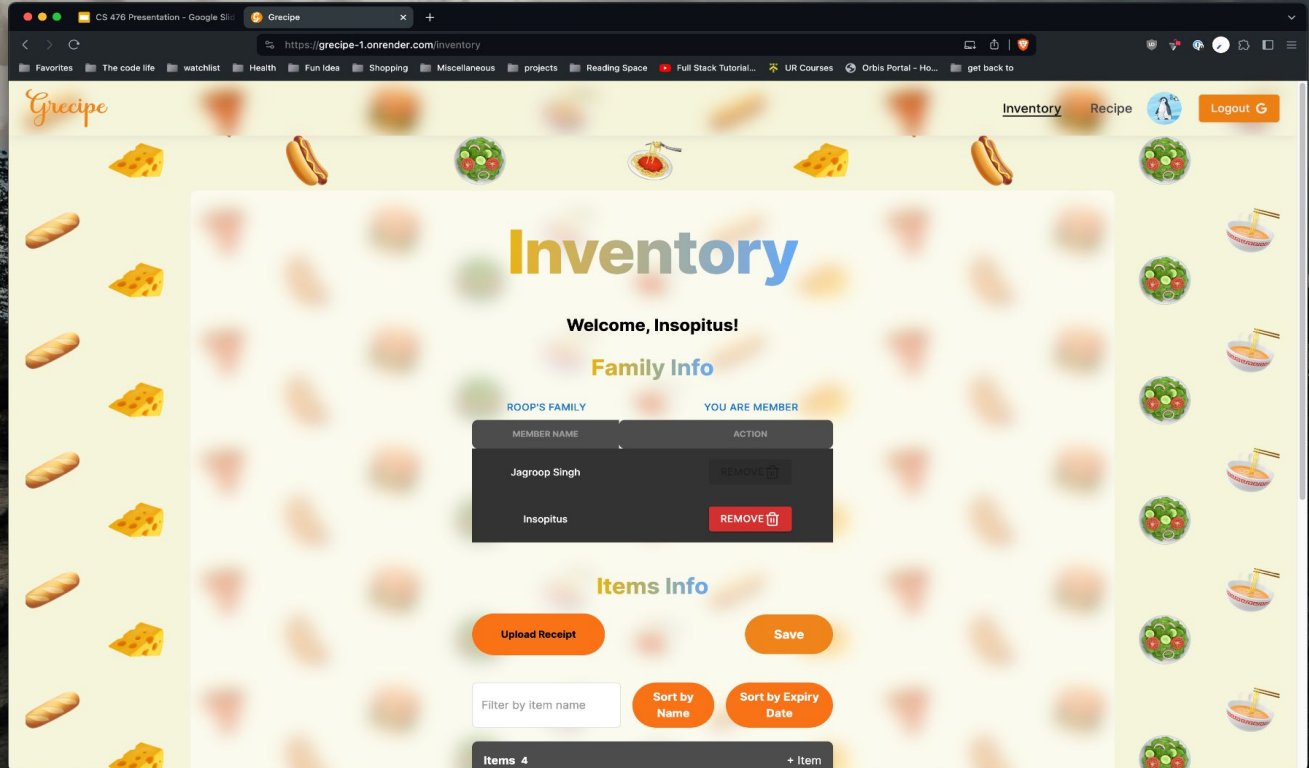 CS 476 Presentation - Google Slid
Grecipe
https://grecipe-1.onrender.com/inventory
Favorites The code life watchlist Health Fun Idea Shopping Miscellaneous projects Reading Space Full Stack Tutorial... UR Courses Orbis Portal - Ho... get back to
Grecipe
Inventory Recipe Logout G
Inventory
Welcome, Insopitus!
Family Info
ROOP'S FAMILY YOU ARE MEMBER
MEMBER NAME ACTION
Jagroop Singh REMOVE
Insopitus REMOVE
Items Info
Upload Receipt Save
Filter by item name Sort by Name Sort by Expiry Date
Items 4 + Item